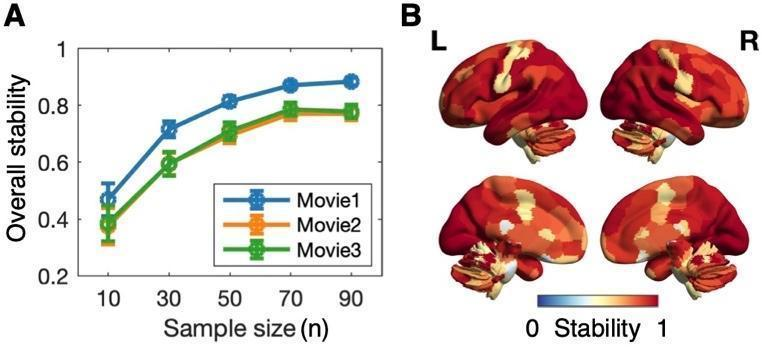 A
Overall stability
1
0.8
0.6
0.4
0.2
10 30 50 70 90
Sample size (n)
Movie1
Movie2
Movie3
B
L R
0 Stability 1